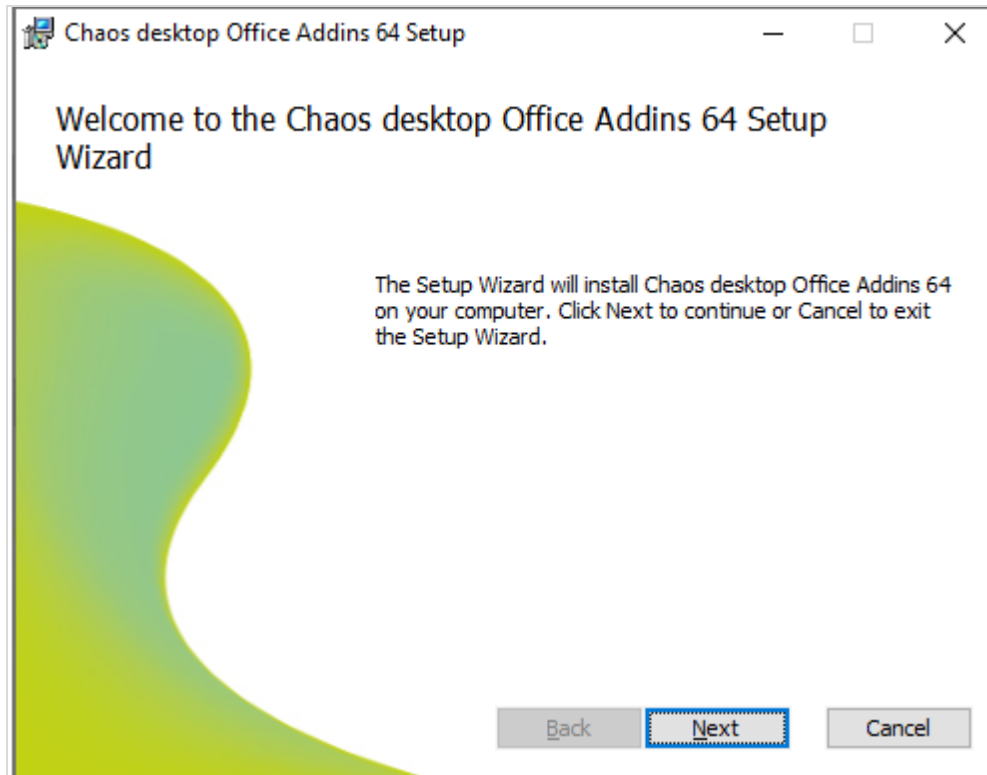 Chaos desktop Office Addins 64 Setup
Welcome to the Chaos desktop Office Addins 64 Setup
Wizard
The Setup Wizard will install Chaos desktop Office Addins 64
on your computer. Click Next to continue or Cancel to exit
the Setup Wizard.
Back Next Cancel